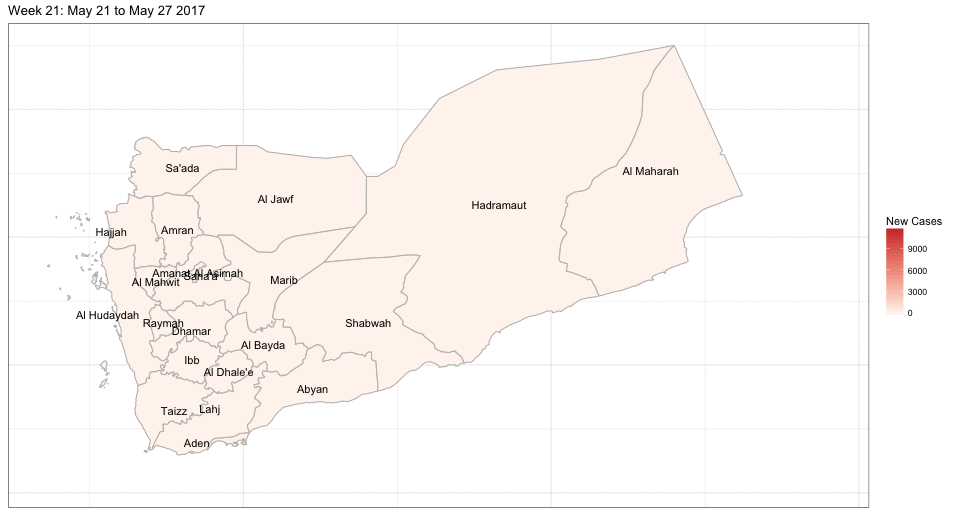 Week 21: May 21 to May 27 2017
Sa'ada
Al Jawf
Al Maharah
Hadramaut
Hajjah
Amran
Amanat Al Asimah
Sana'a
Al Mahwit
Marib
Al Hudaydah
Raymah
Dhamar
Shabwah
Al Bayda
Ibb
Al Dhale'e
Abyan
Taizz
Lahj
Aden
New Cases
9000
6000
3000
0